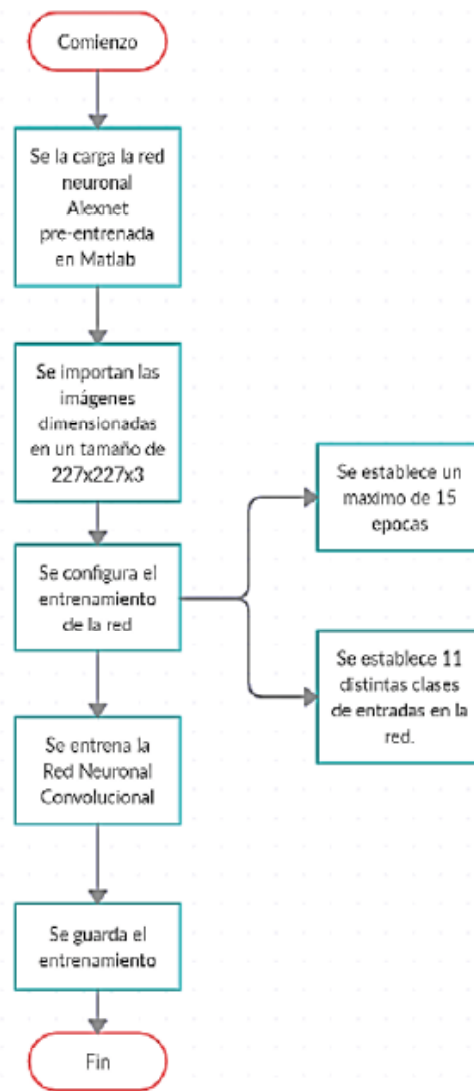 Comienzo
Se la carga la red
neuronal
Alexnet
pre-entrenada
en Matlab
Se importan las
imágenes
dimensionadas
en un tamaño de
227x227x3
Se configura el
entrenamiento
de la red
Se establece un
maximo de 15
epocas
Se establece 11
distintas clases
de entradas en la
red.
Se entrena la
Red Neuronal
Convolucional
Se guarda el
entrenamiento
Fin